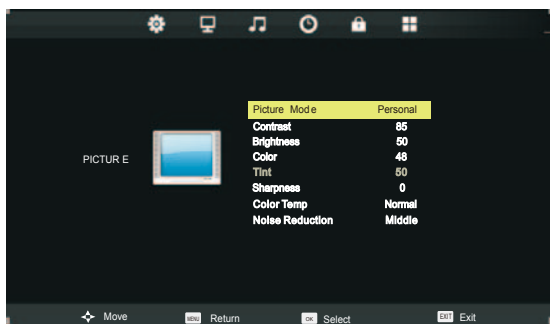 Picture Mode Personal
Contrast 85
Brightness 50
Color 48
PICTUR E
Tint 50
Sharpness 0
Color Temp Normal
Noise Reduction Middle
Move MENU Return OK Select EXIT Exit